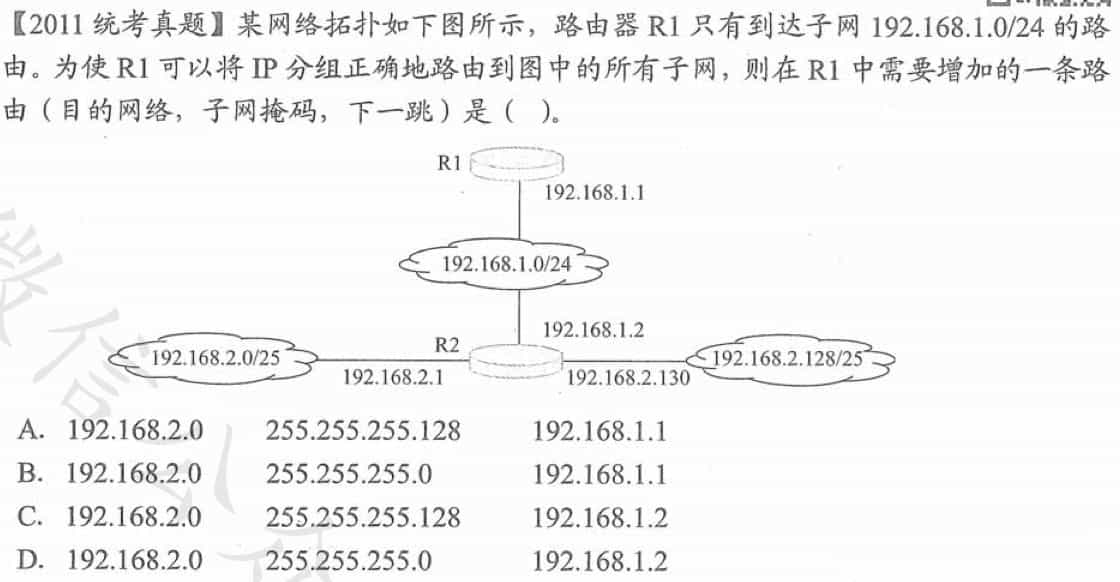 【2011 统考真题】某网络拓扑如下图所示，路由器 R1 只有到达子网 192.168.1.0/24 的路
由。为使 R1 可以将 IP 分组正确地路由到图中的所有子网，则在 R1 中需要增加的一条路
由（目的网络，子网掩码，下一跳）是（ ）。
R1
192.168.1.1
192.168.1.0/24
192.168.1.2
R2
192.168.2.0/25
192.168.2.128/25
192.168.2.1
192.168.2.130
A. 192.168.2.0 255.255.255.128 192.168.1.1
B. 192.168.2.0 255.255.255.0 192.168.1.1
C. 192.168.2.0 255.255.255.128 192.168.1.2
D. 192.168.2.0 255.255.255.0 192.168.1.2
微信公众